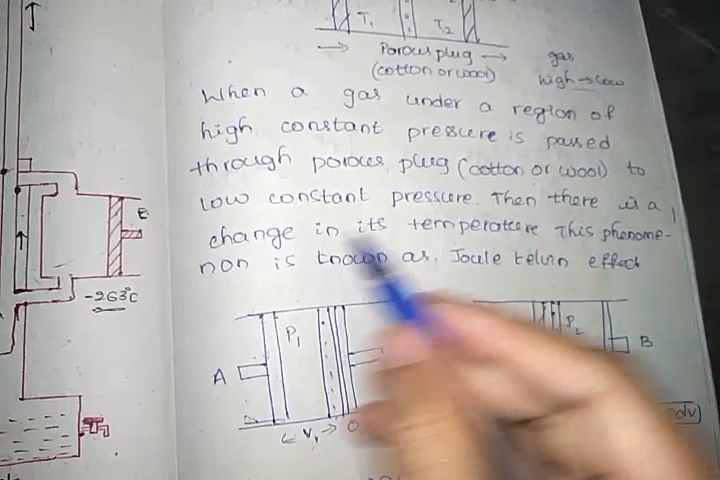 T1 T2
Porous plug
(cotton or wool)
gas
high → low
When a gas under a region of
high constant pressure is passed
through porous plug (cotton or wool) to
low constant pressure. Then there is a
change in its temperature This phenome-
non is known as. Joule kelvin effect
E
-263°C
P1
P2
A
B
← V1 → 0
pdv)